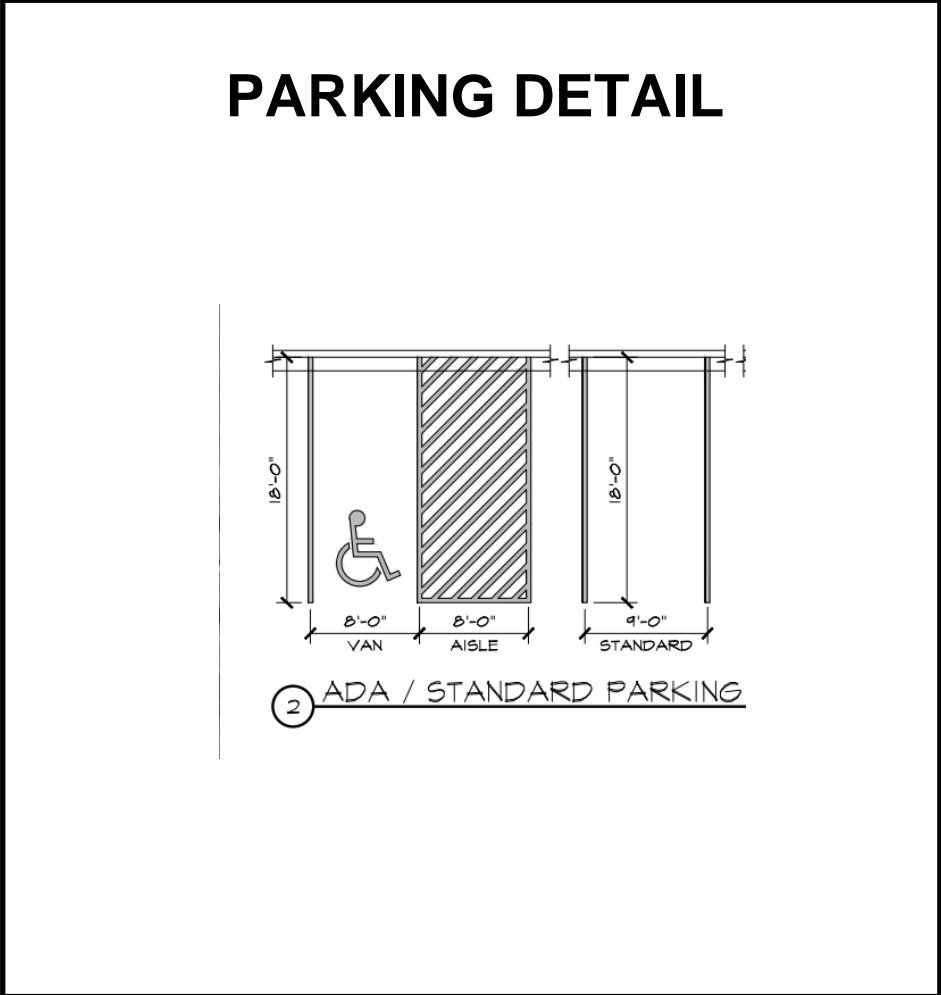 PARKING DETAIL
18'-0"
18'-0"
8'-0"
8'-0"
9'-0"
VAN
AISLE
STANDARD
2
ADA / STANDARD PARKING